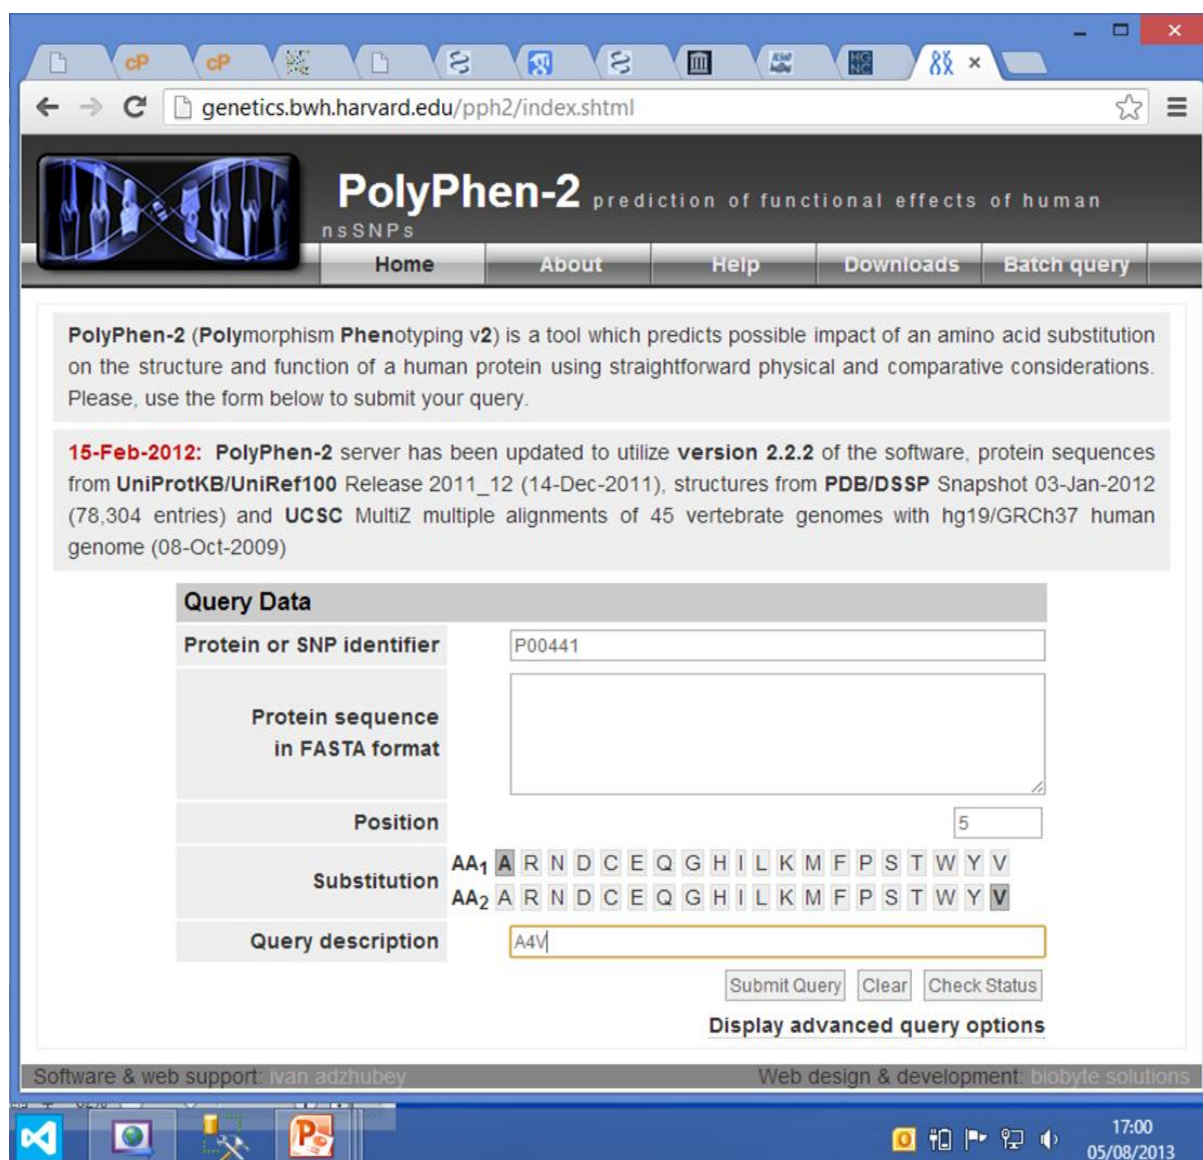 cP
cP
HG
NC
genetics.bwh.harvard.edu/pph2/index.shtml
PolyPhen-2 prediction of functional effects of human
nsSNPs
Home About Help Downloads Batch query
PolyPhen-2 (Polymorphism Phenotyping v2) is a tool which predicts possible impact of an amino acid substitution
on the structure and function of a human protein using straightforward physical and comparative considerations.
Please, use the form below to submit your query.
15-Feb-2012: PolyPhen-2 server has been updated to utilize version 2.2.2 of the software, protein sequences
from UniProtKB/UniRef100 Release 2011_12 (14-Dec-2011), structures from PDB/DSSP Snapshot 03-Jan-2012
(78,304 entries) and UCSC MultiZ multiple alignments of 45 vertebrate genomes with hg19/GRCh37 human
genome (08-Oct-2009)
Query Data
Protein or SNP identifier P00441
Protein sequence
in FASTA format
Position 5
Substitution
AA1 A R N D C E Q G H I L K M F P S T W Y V
AA2 A R N D C E Q G H I L K M F P S T W Y V
Query description A4V
Submit Query Clear Check Status
Display advanced query options
Software & web support: ivan adzhubey Web design & development: biobyte solutions
17:00
05/08/2013